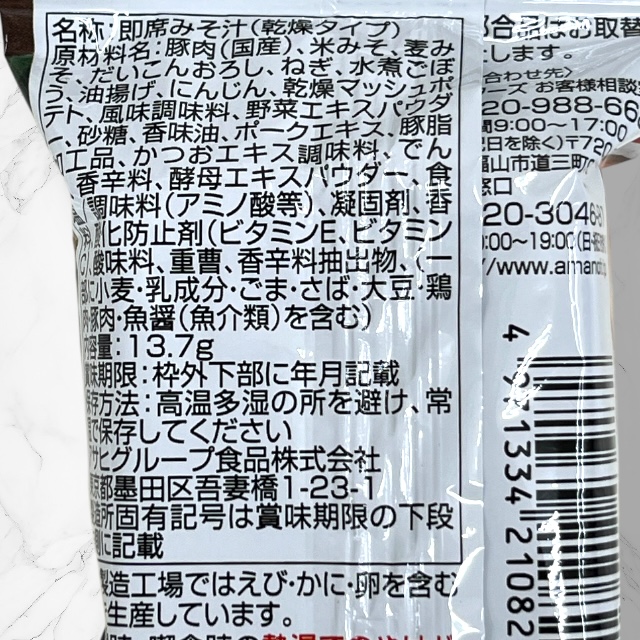 名称:即席みそ汁(乾燥タイプ)
原材料名:豚肉(国産)、米みそ、麦み
そ、だいこんおろし、ねぎ、水煮ごぼ
う、油揚げ、にんじん、乾燥マッシュポ
テト、風味調味料、野菜エキスパウダ
、砂糖、香味油、ポークエキス、豚脂
加工品、かつおエキス調味料、でん
香辛料、酵母エキスパウダー、食
調味料(アミノ酸等)、凝固剤、香
化防止剤(ビタミンE、ビタミン
、酸味料、重曹、香辛料抽出物、(一
部に小麦・乳成分・ごま・さば・大豆・鶏
肉・豚肉・魚醤(魚介類)を含む)
内容量:13.7g
賞味期限:枠外下部に年月記載
保存方法:高温多湿の所を避け、常
で保存してください
アサヒグループ食品株式会社
東京都墨田区吾妻橋1-23-1
造所固有記号は賞味期限の下段
側に記載
製造工場ではえび・かに・卵を含む
生産しています。
合品はお取替
します。
合わせ先〉
ーズ お客様相談
20-988-66
9:00〜17:00
日を除く)〒720
福山市道三町
窓口
20-3046
:00〜19:00(日・
/www.amano
4 971334 21082